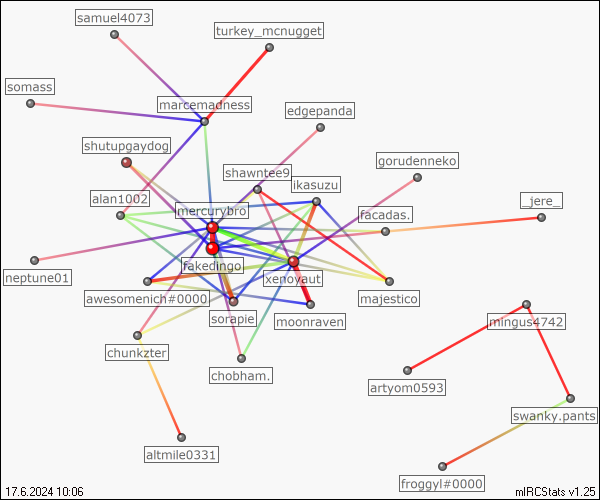 samuel4073
turkey_mcnugget
somass
marcemadness
edgepanda
shutupgaydog
gorudenneko
shawntee9
ikasuzu
alan1002
_jere_
mercurybro
facadas.
fakedingo
neptune01
xenoyaut
awesomenich#0000
majestico
sorapie
moonraven
mingus4742
chunkzter
chobham.
artyom0593
swanky.pants
altmile0331
froggyl#0000
17.6.2024 10:06
mIRCStats v1.25